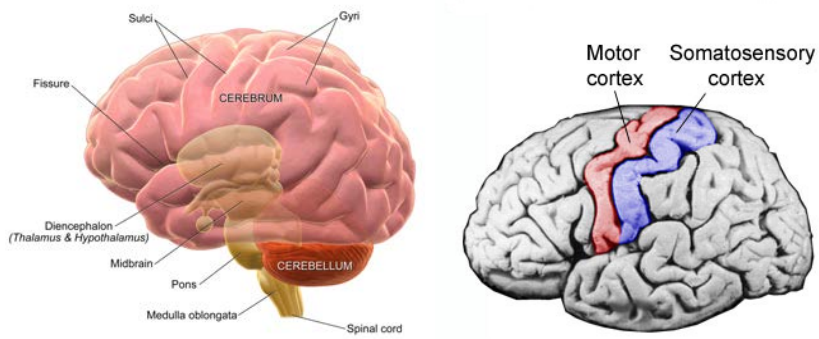 Sulci
Gyri
Fissure
CEREBRUM
Diencephalon
(Thalamus & Hypothalamus)
Midbrain
Pons
CEREBELLUM
Medulla oblongata
Spinal cord
Motor
cortex
Somatosensory
cortex